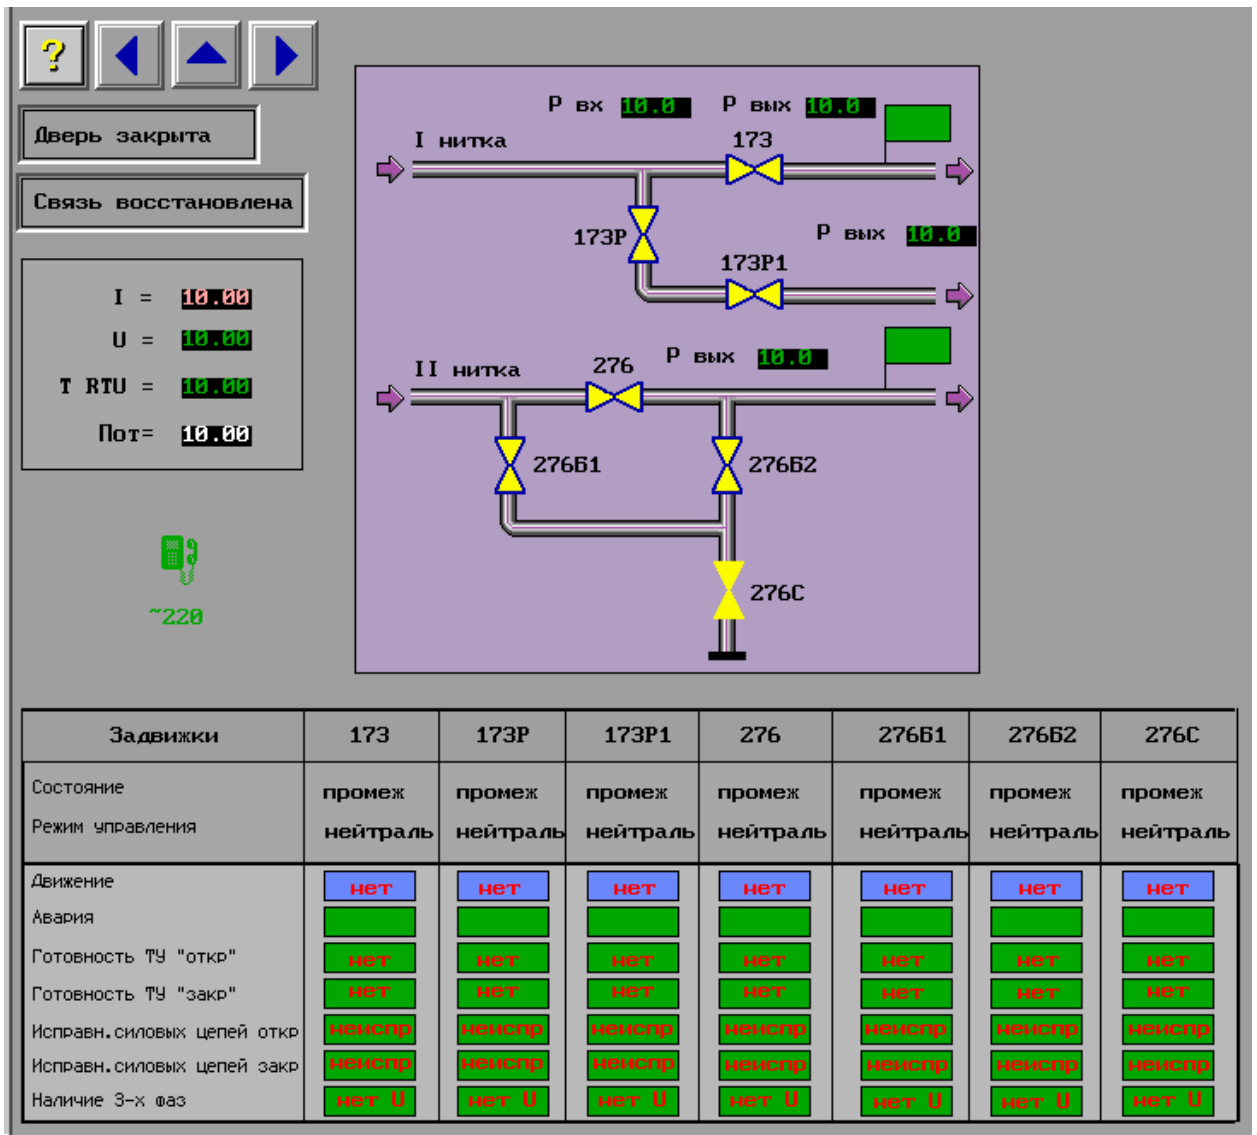 ?
Дверь закрыта
Связь восстановлена
I = 10.00
U = 10.00
T RTU = 10.00
Пот= 10.00
~220
Р вх 10.0 Р вых 10.0
I нитка 173
173Р Р вых 10.0
173Р1
II нитка 276 Р вых 10.0
276Б1 276Б2
276С
Задвижки 173 173Р 173Р1 276 276Б1 276Б2 276С
Состояние промеж промеж промеж промеж промеж промеж промеж
Режим управления нейтраль нейтраль нейтраль нейтраль нейтраль нейтраль нейтраль
Движение нет нет нет нет нет нет нет
Авария
Готовность ТУ "откр" нет нет нет нет нет нет нет
Готовность ТУ "закр" нет нет нет нет нет нет нет
Исправн.силовых цепей откр неиспр неиспр неиспр неиспр неиспр неиспр неиспр
Исправн.силовых цепей закр неиспр неиспр неиспр неиспр неиспр неиспр неиспр
Наличие 3-х фаз нет U нет U нет U нет U нет U нет U нет U